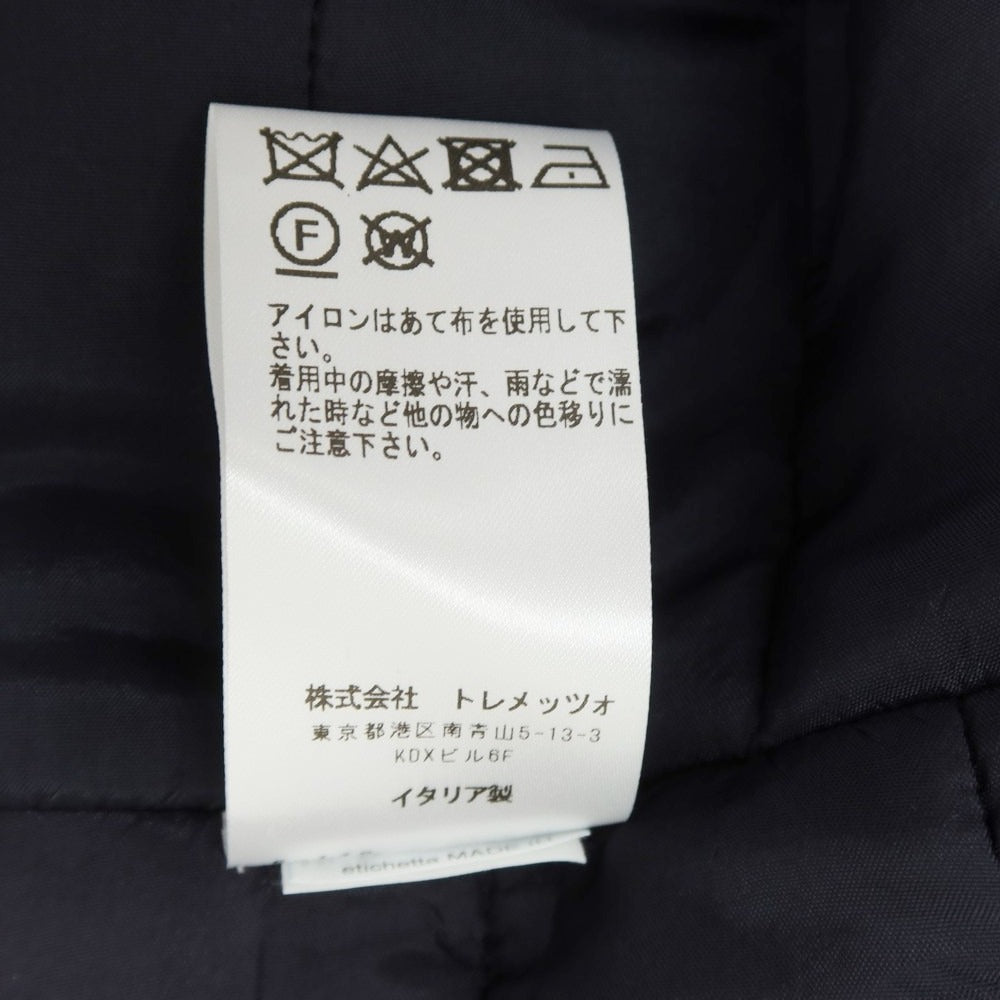 F
W
アイロンはあて布を使用して下
さい。
着用中の摩擦や汗、雨などで濡
れた時など他の物への色移りに
ご注意下さい。
株式会社 トレメッツォ
東京都港区南青山5-13-3
KDXビル6F
イタリア製
etichetta MADE